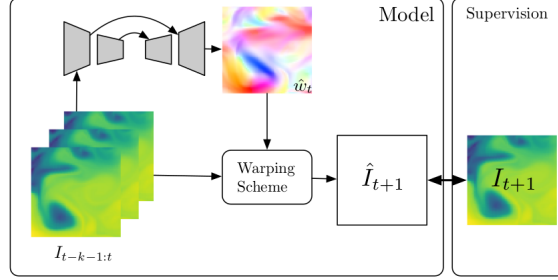 Model
Supervision
ŵ_t
Warping
Scheme
Î_{t+1}
I_{t+1}
I_{t−k−1:t}